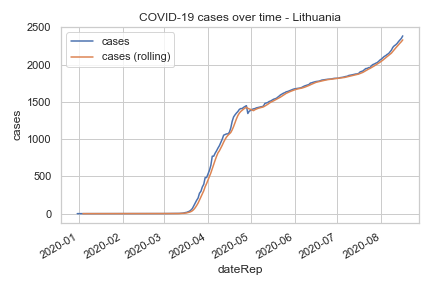 COVID-19 cases over time - Lithuania
cases
cases (rolling)
2500
2000
1500
1000
500
0
cases
2020-01
2020-02
2020-03
2020-04
2020-05
2020-06
2020-07
2020-08
dateRep